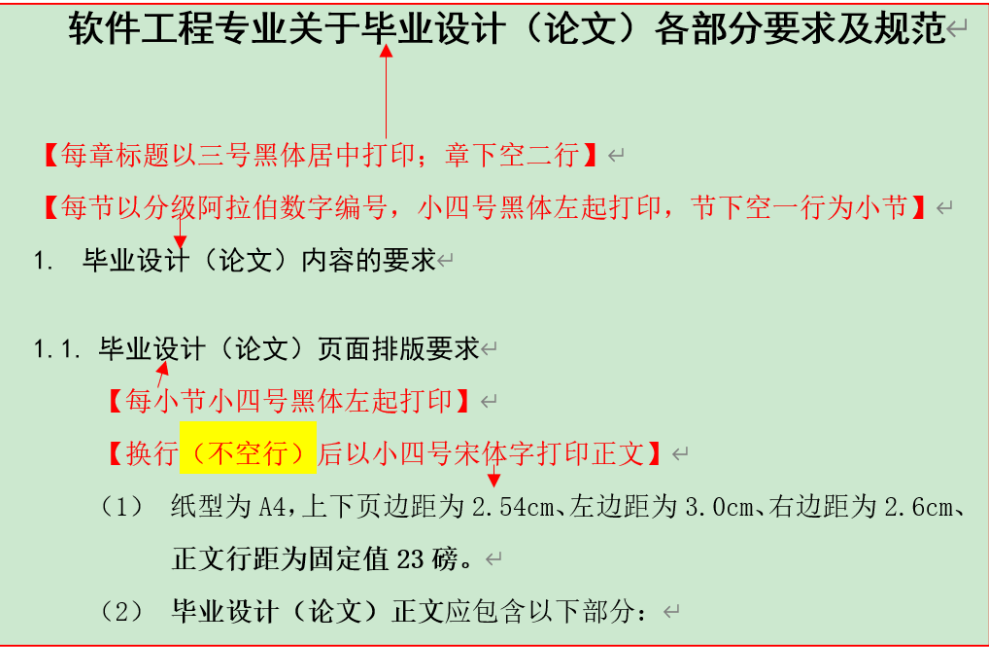 软件工程专业关于毕业设计（论文）各部分要求及规范
【每章标题以三号黑体居中打印；章下空二行】
【每节以分级阿拉伯数字编号，小四号黑体左起打印，节下空一行为小节】
1. 毕业设计（论文）内容的要求
1.1. 毕业设计（论文）页面排版要求
【每小节小四号黑体左起打印】
【换行（不空行）后以小四号宋体字打印正文】
（1） 纸型为 A4，上下页边距为 2.54cm、左边距为 3.0cm、右边距为 2.6cm、
正文行距为固定值 23 磅。
（2） 毕业设计（论文）正文应包含以下部分：